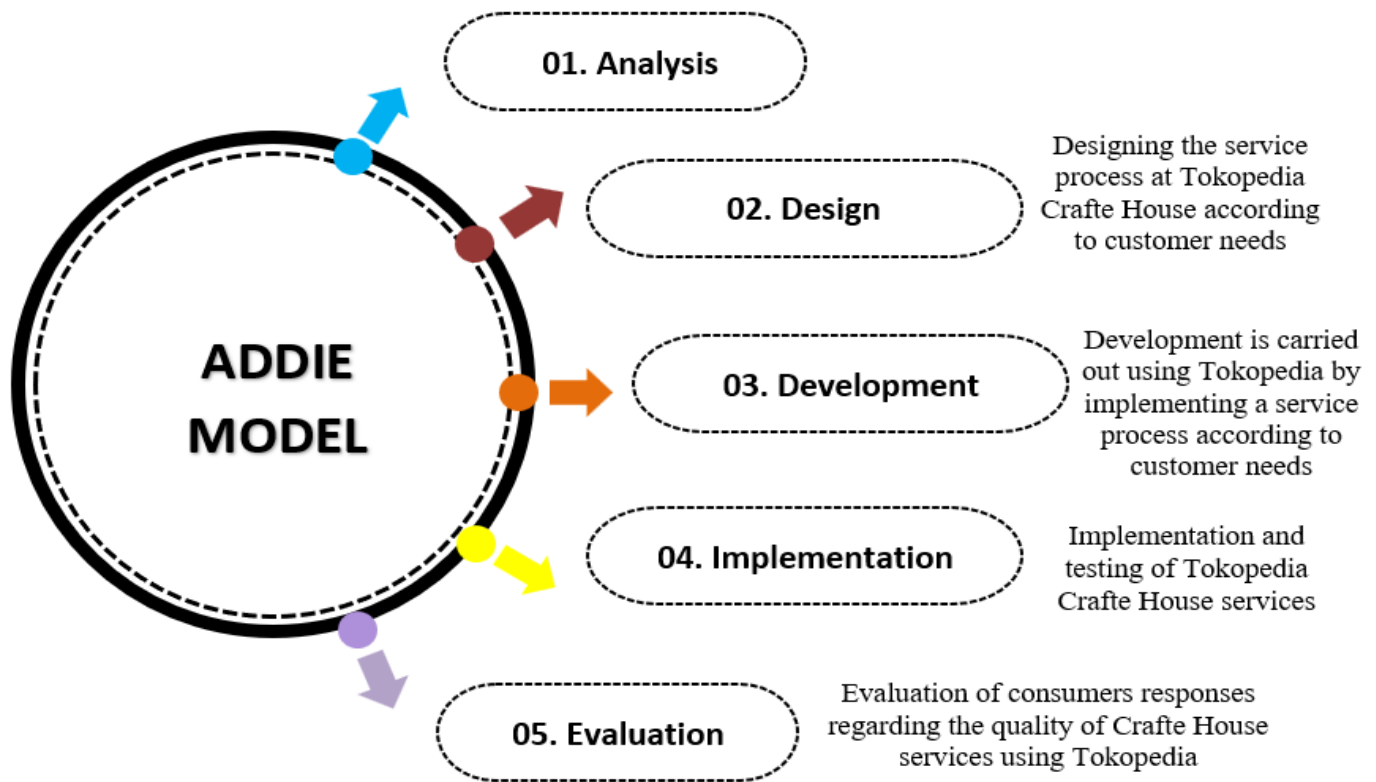 01. Analysis
02. Design
Designing the service
process at Tokopedia
Crafte House according
to customer needs
ADDIE
MODEL
03. Development
Development is carried
out using Tokopedia by
implementing a service
process according to
customer needs
04. Implementation
Implementation and
testing of Tokopedia
Crafte House services
05. Evaluation
Evaluation of consumers responses
regarding the quality of Crafte House
services using Tokopedia